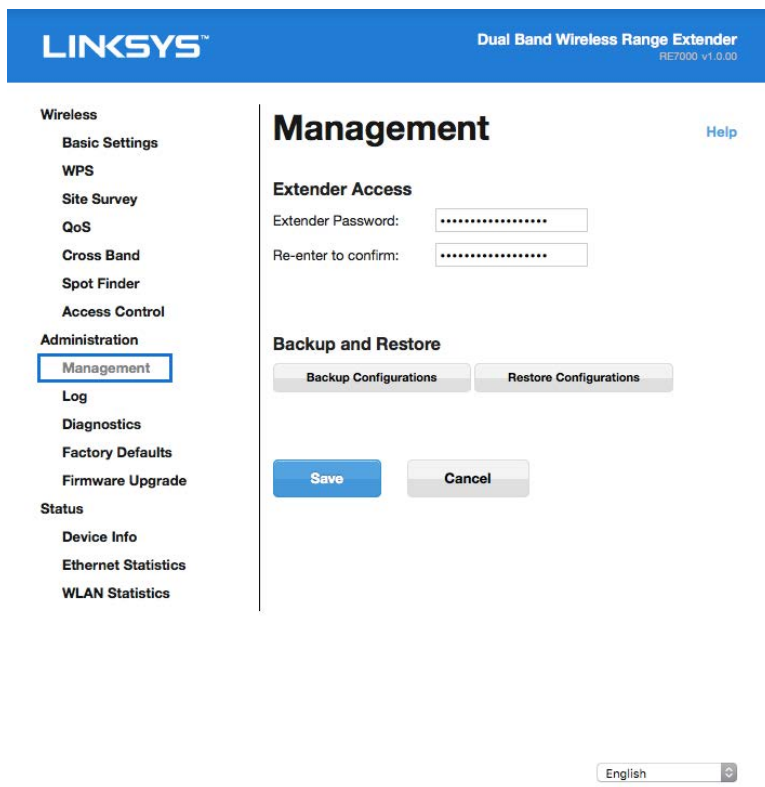 LINKSYS™
Dual Band Wireless Range Extender
RE7000 v1.0.00
Wireless
Basic Settings
WPS
Site Survey
QoS
Cross Band
Spot Finder
Access Control
Administration
Management
Log
Diagnostics
Factory Defaults
Firmware Upgrade
Status
Device Info
Ethernet Statistics
WLAN Statistics
Management
Help
Extender Access
Extender Password: ••••••••••••••••••
Re-enter to confirm: ••••••••••••••••••
Backup and Restore
Backup Configurations Restore Configurations
Save Cancel
English